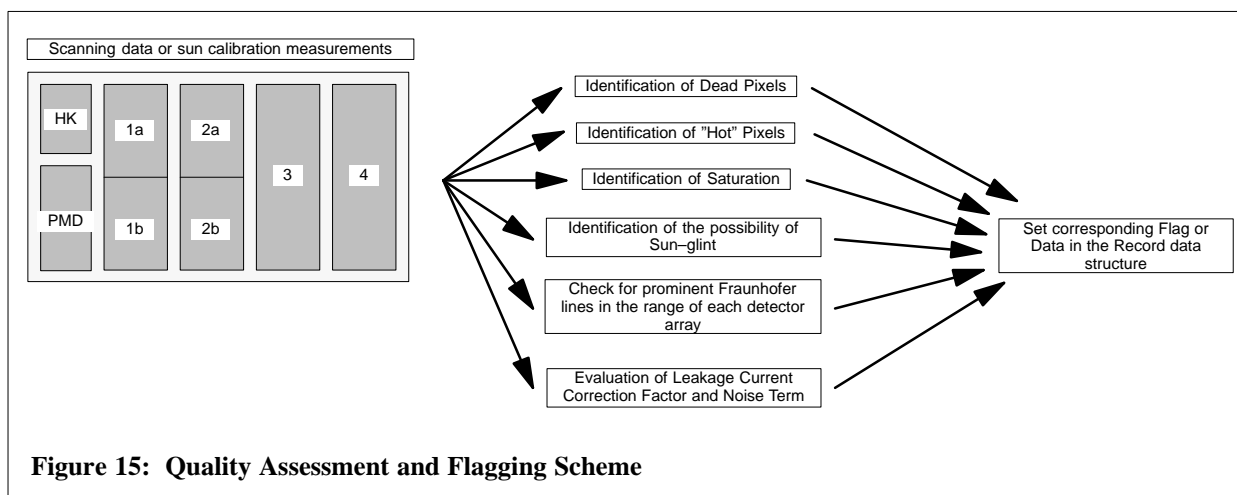 Scanning data or sun calibration measurements
HK
PMD
1a
1b
2a
2b
3
4
Identification of Dead Pixels
Identification of ”Hot” Pixels
Identification of Saturation
Identification of the possibility of
Sun–glint
Check for prominent Fraunhofer
lines in the range of each detector
array
Evaluation of Leakage Current
Correction Factor and Noise Term
Set corresponding Flag or
Data in the Record data
structure
Figure 15: Quality Assessment and Flagging Scheme